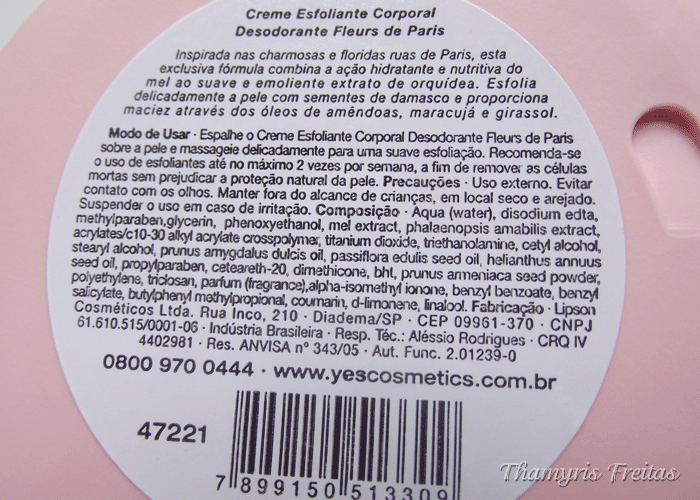 Creme Esfoliante Corporal
Desodorante Fleurs de Paris
Inspirada nas charmosas e floridas ruas de Paris, esta
exclusiva fórmula combina a ação hidratante e nutritiva do
mel ao suave e emoliente extrato de orquídea. Esfolia
delicadamente a pele com sementes de damasco e proporciona
maciez através dos óleos de amêndoas, maracujá e girassol.
Modo de Usar · Espalhe o Creme Esfoliante Corporal Desodorante Fleurs de Paris
sobre a pele e massageie delicadamente para uma suave esfoliação. Recomenda-se
o uso de esfoliantes até no máximo 2 vezes por semana, a fim de remover as células
mortas sem prejudicar a proteção natural da pele. Precauções · Uso externo. Evitar
contato com os olhos. Manter fora do alcance de crianças, em local seco e arejado.
Suspender o uso em caso de irritação. Composição · Aqua (water), disodium edta,
methylparaben,glycerin, phenoxyethanol, mel extract, phalaenopsis amabilis extract,
acrylates/c10-30 alkyl acrylate crosspolymer, titanium dioxide, triethanolamine, cetyl alcohol,
stearyl alcohol, prunus amygdalus dulcis oil, passiflora edulis seed oil, helianthus annuus
seed oil, propylparaben, ceteareth-20, dimethicone, bht, prunus armeniaca seed powder,
polyethylene, triclosan, parfum (fragrance),alpha-isomethyl ionone, benzyl benzoate, benzyl
salicylate, butylphenyl methylpropional, coumarin, d-limonene, linalool. Fabricação · Lipson
Cosméticos Ltda. Rua Inco, 210 · Diadema/SP · CEP 09961-370 · CNPJ
61.610.515/0001-06 · Indústria Brasileira · Resp. Téc.: Aléssio Rodrigues · CRQ IV
4402981 · Res. ANVISA nº 343/05 · Aut. Func. 2.01239-0
0800 970 0444 · www.yescosmetics.com.br
47221
7 899150 513309
Thamyris Freitas